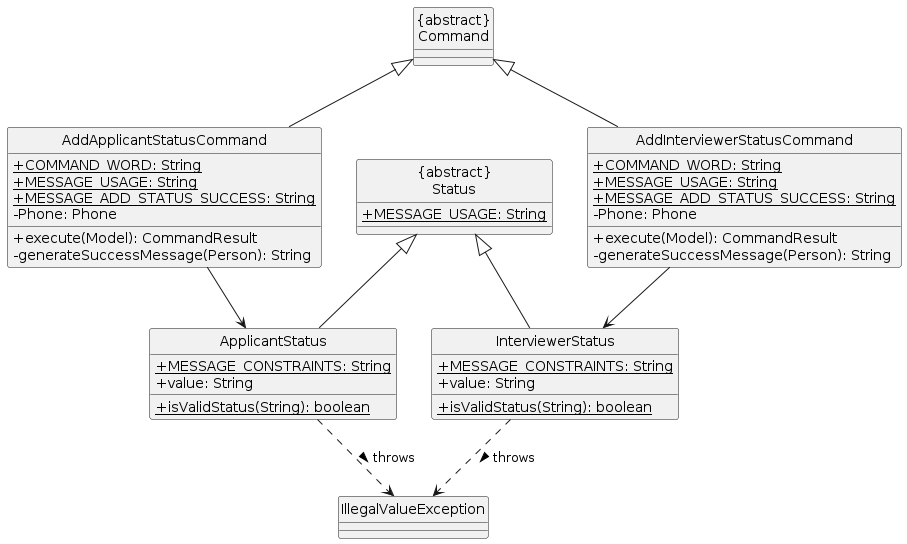 {abstract}
Command
AddApplicantStatusCommand
+COMMAND_WORD: String
+MESSAGE_USAGE: String
+MESSAGE_ADD_STATUS_SUCCESS: String
-Phone: Phone
+execute(Model): CommandResult
-generateSuccessMessage(Person): String
{abstract}
Status
+MESSAGE_USAGE: String
AddInterviewerStatusCommand
+COMMAND_WORD: String
+MESSAGE_USAGE: String
+MESSAGE_ADD_STATUS_SUCCESS: String
-Phone: Phone
+execute(Model): CommandResult
-generateSuccessMessage(Person): String
ApplicantStatus
+MESSAGE_CONSTRAINTS: String
+value: String
+isValidStatus(String): boolean
InterviewerStatus
+MESSAGE_CONSTRAINTS: String
+value: String
+isValidStatus(String): boolean
throws
throws
IllegalValueException